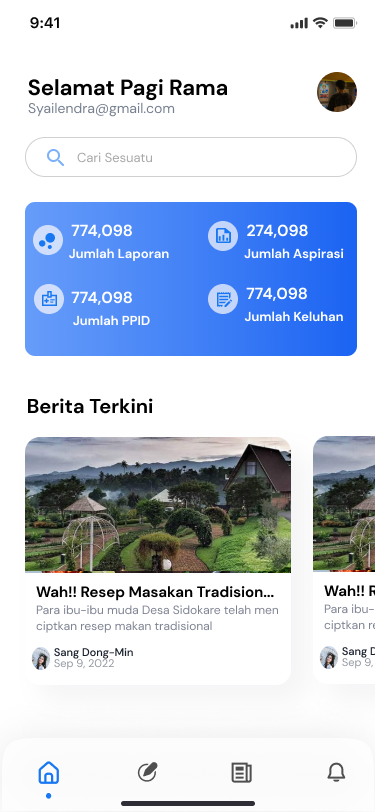 9:41
Selamat Pagi Rama
Syailendra@gmail.com
Cari Sesuatu
774,098
Jumlah Laporan
274,098
Jumlah Aspirasi
774,098
Jumlah PPID
774,098
Jumlah Keluhan
Berita Terkini
Wah!! Resep Masakan Tradision...
Para ibu-ibu muda Desa Sidokare telah men
ciptkan resep makan tradisional
Sang Dong-Min
Sep 9, 2022
Wah!! R
Para ibu-
ciptkan re
Sang D
Sep 9,